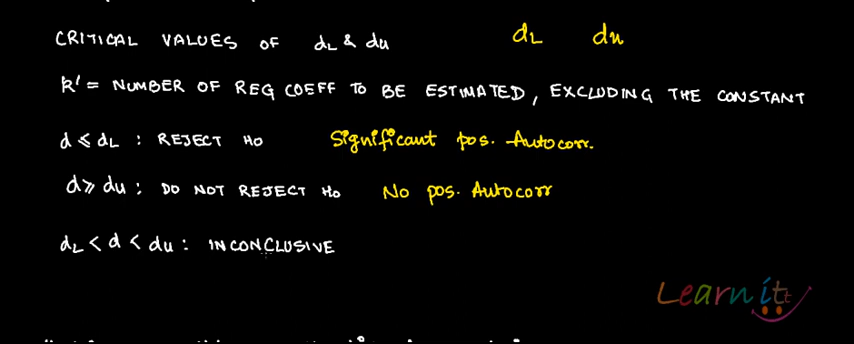 CRITICAL VALUES OF dL & du dL du
k' = NUMBER OF REG COEFF TO BE ESTIMATED, EXCLUDING THE CONSTANT
d ≤ dL : REJECT Ho Significant pos. Autocorr.
d ≥ du : DO NOT REJECT Ho No pos. Autocorr
dL < d < du : INCONCLUSIVE
Learn itt